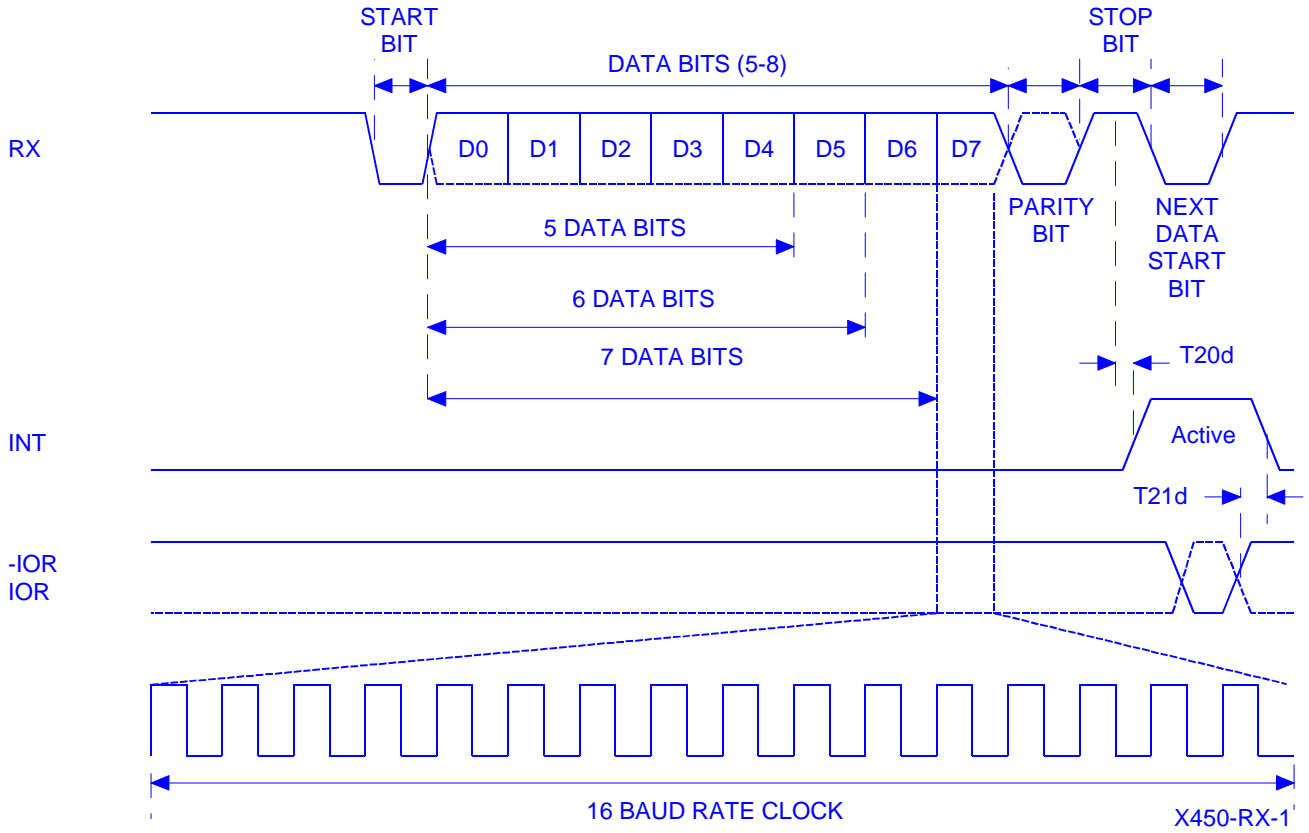 START
BIT
STOP
BIT
DATA BITS (5-8)
RX
D0 D1 D2 D3 D4 D5 D6 D7
PARITY
BIT
NEXT
DATA
START
BIT
5 DATA BITS
6 DATA BITS
7 DATA BITS
T20d
INT
Active
T21d
-IOR
IOR
16 BAUD RATE CLOCK
X450-RX-1